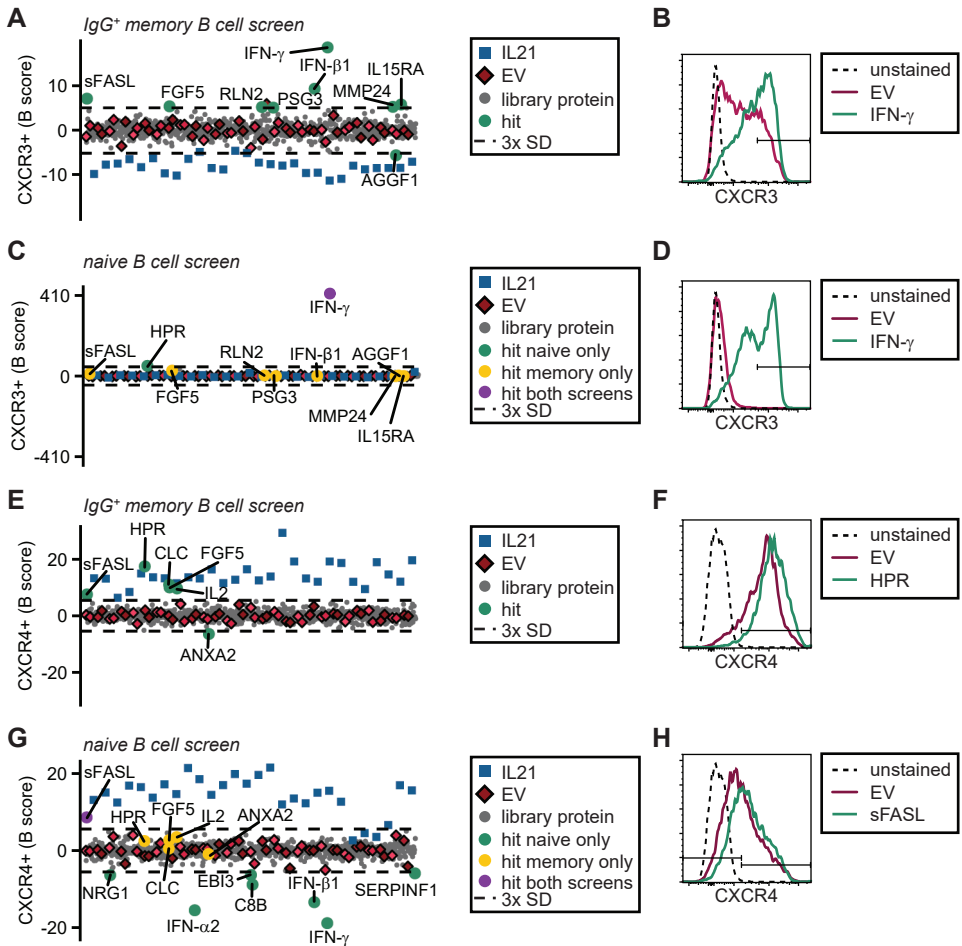 A
IgG+ memory B cell screen
CXCR3+ (B score)
10
0
-10
sFASL
FGF5
RLN2
IFN-γ
IFN-β1
PSG3
MMP24
IL15RA
AGGF1
IL21
EV
library protein
hit
3x SD
B
CXCR3
unstained
EV
IFN-γ
C
naive B cell screen
CXCR3+ (B score)
410
0
-410
sFASL
HPR
FGF5
RLN2
PSG3
IFN-γ
IFN-β1
AGGF1
MMP24
IL15RA
IL21
EV
library protein
hit naive only
hit memory only
hit both screens
3x SD
D
CXCR3
unstained
EV
IFN-γ
E
IgG+ memory B cell screen
CXCR4+ (B score)
20
0
-20
HPR
sFASL
CLC
FGF5
IL2
ANXA2
IL21
EV
library protein
hit
3x SD
F
CXCR4
unstained
EV
HPR
G
naive B cell screen
CXCR4+ (B score)
20
0
-20
sFASL
HPR
FGF5
IL2
ANXA2
NRG1
CLC
EBI3
C8B
IFN-α2
IFN-β1
IFN-γ
SERPINF1
IL21
EV
library protein
hit naive only
hit memory only
hit both screens
3x SD
H
CXCR4
unstained
EV
sFASL